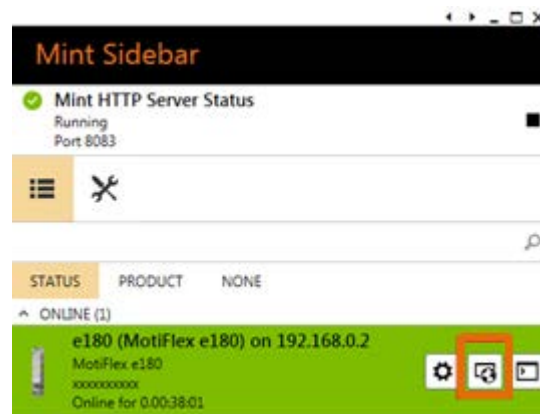 Mint Sidebar
Mint HTTP Server Status
Running
Port 8083
STATUS PRODUCT NONE
ONLINE (1)
e180 (MotiFlex e180) on 192.168.0.2
MotiFlex e180
xxxxxxxxxx
Online for 0.00:38:01